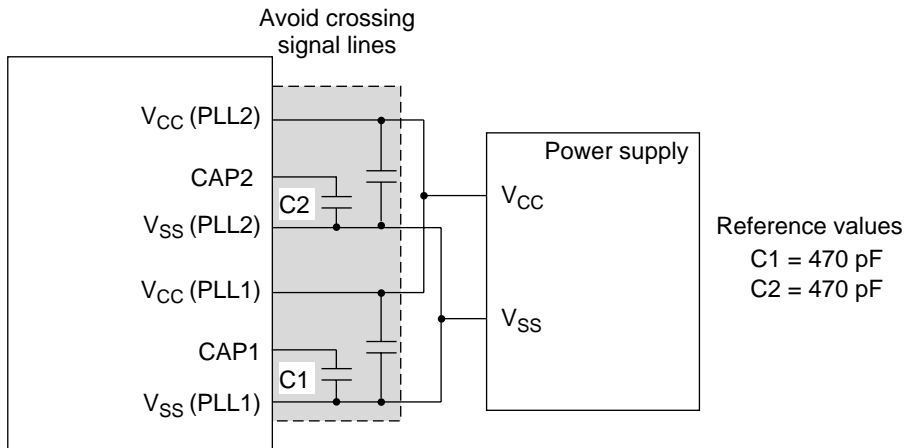 Avoid crossing
signal lines
VCC (PLL2)
CAP2
C2
VSS (PLL2)
VCC (PLL1)
CAP1
C1
VSS (PLL1)
Power supply
VCC
VSS
Reference values
C1 = 470 pF
C2 = 470 pF